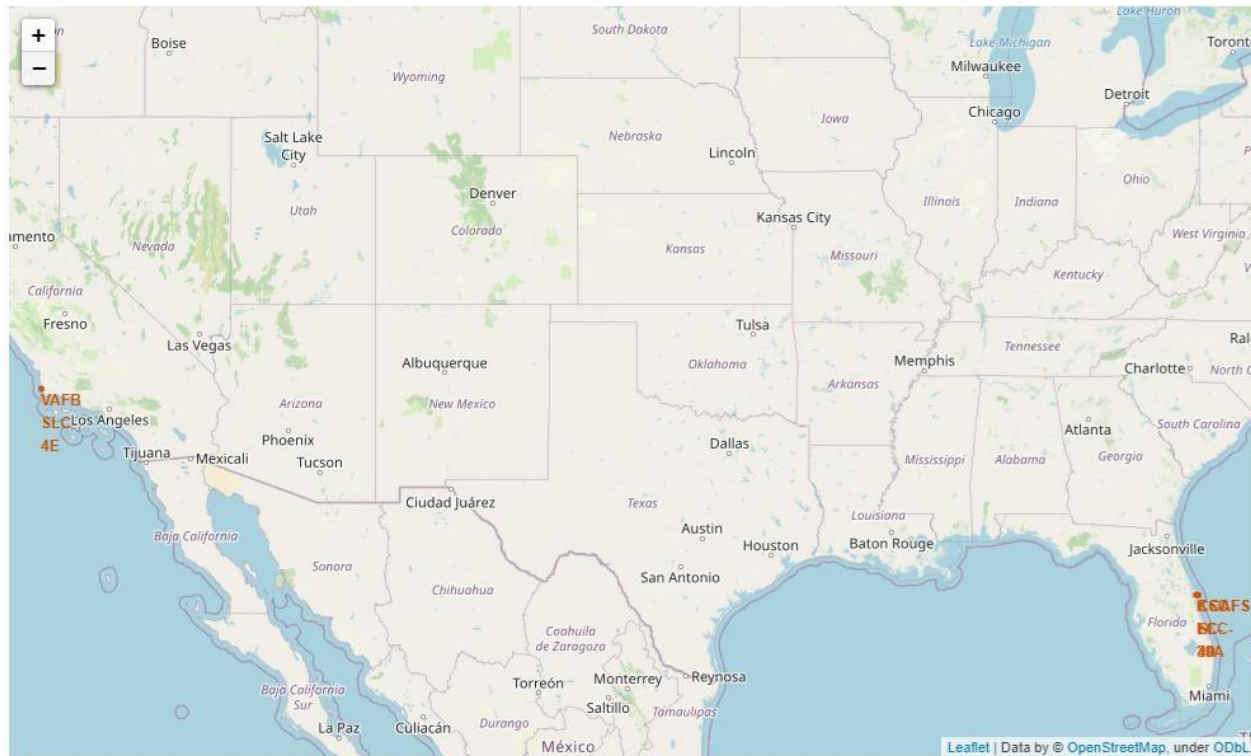 +
−
Boise
South Dakota
Lake Huron
Lake Michigan
Toronto
Wyoming
Milwaukee
Detroit
Chicago
Salt Lake
City
Nebraska
Iowa
Lincoln
Denver
Utah
Colorado
Illinois
Indiana
Ohio
Kansas City
amento
Nevada
Kansas
Missouri
West Virginia
California
Kentucky
Fresno
Las Vegas
Tulsa
Tennessee
Ral
Albuquerque
Oklahoma
Memphis
Charlotte
North C
VAFB
SLC-
4E
Los Angeles
Arizona
New Mexico
Arkansas
Phoenix
Tucson
Dallas
Atlanta
South Carolina
Tijuana
Mexicali
Mississippi
Alabama
Georgia
Ciudad Juárez
Texas
Louisiana
Baja California
Austin
Houston
Baton Rouge
Jacksonville
Sonora
Chihuahua
San Antonio
Florida
Coahuila
de Zaragoza
Torreón
Monterrey
Reynosa
Saltillo
Tamaulipas
Miami
Baja California
Sur
La Paz
Culiacán
Durango
México
Leaflet | Data by © OpenStreetMap, under ODbL